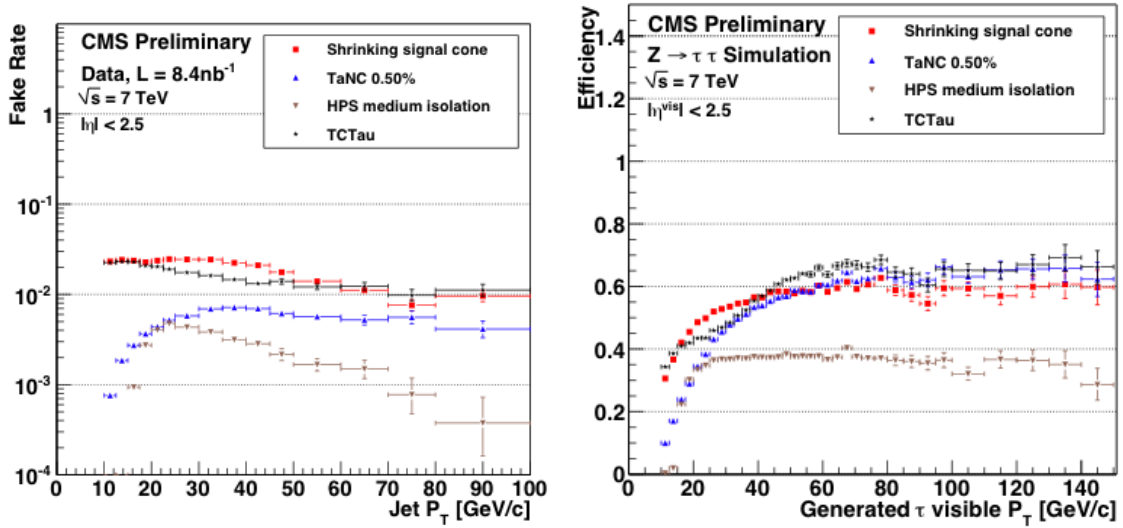 CMS Preliminary
Data, L = 8.4nb-1
√s = 7 TeV
|η| < 2.5
Shrinking signal cone
TaNC 0.50%
HPS medium isolation
TCTau
Fake Rate
1
10-1
10-2
10-3
10-4
0 10 20 30 40 50 60 70 80 90 100
Jet PT [GeV/c]
CMS Preliminary
Z → τ τ Simulation
√s = 7 TeV
|ηvis| < 2.5
Shrinking signal cone
TaNC 0.50%
HPS medium isolation
TCTau
Efficiency
1.4
1.2
1
0.8
0.6
0.4
0.2
0
0 20 40 60 80 100 120 140
Generated τ visible PT [GeV/c]